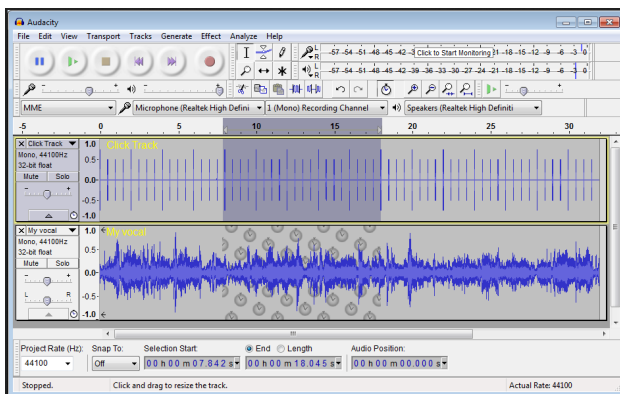 Audacity
File Edit View Transport Tracks Generate Effect Analyze Help
L -57 -54 -51 -48 -45 -42 -3 Click to Start Monitoring 21 -18 -15 -12 -9 -6 -3 0
R
L -57 -54 -51 -48 -45 -42 -39 -36 -33 -30 -27 -24 -21 -18 -15 -12 -9 -6 -3 0
R
MME Microphone (Realtek High Defini 1 (Mono) Recording Channel Speakers (Realtek High Definiti
-5 0 5 10 15 20 25 30
Click Track 1.0 Click Track
Mono, 44100Hz
32-bit float 0.5
Mute Solo
- + 0.0
-0.5
-1.0
My vocal 1.0 My vocal
Mono, 44100Hz
32-bit float 0.5
Mute Solo
- + 0.0
L R -0.5
-1.0
Project Rate (Hz): Snap To: Selection Start: End Length Audio Position:
44100 Off 00 h 00 m 07.842 s 00 h 00 m 18.045 s 00 h 00 m 00.000 s
Stopped. Click and drag to resize the track. Actual Rate: 44100